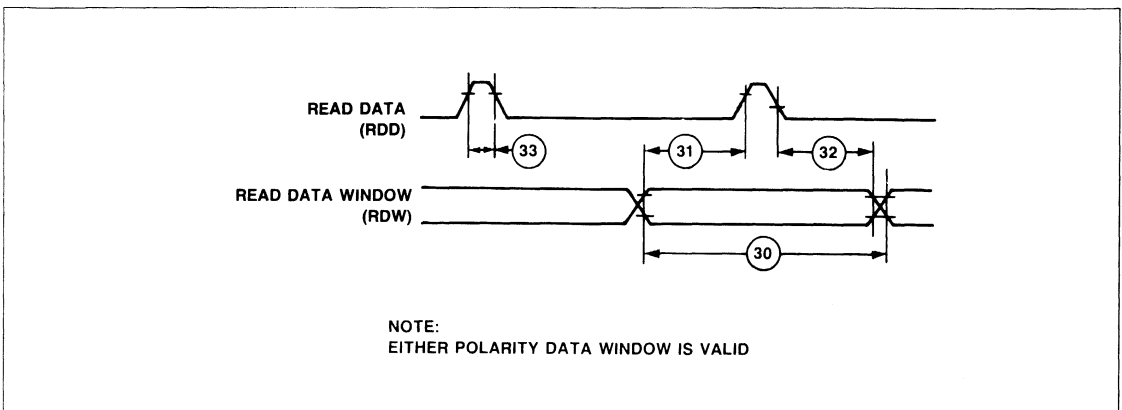 READ DATA
(RDD)
33
31
32
READ DATA WINDOW
(RDW)
30
NOTE:
EITHER POLARITY DATA WINDOW IS VALID